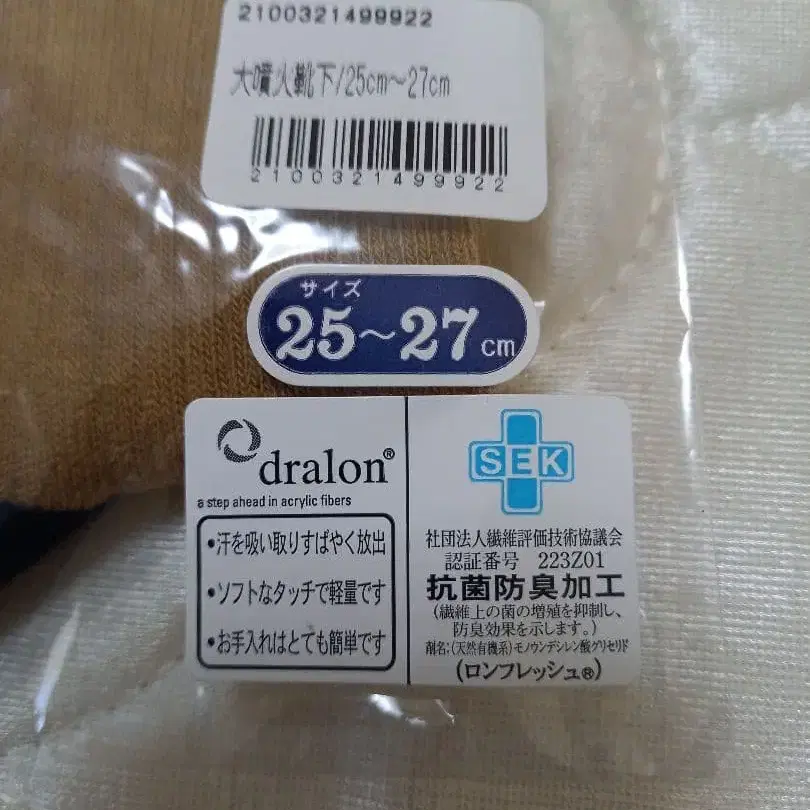 2100321499922
大噴火靴下/25cm～27cm
2100321499922
サイズ
25～27cm
dralon®
a step ahead in acrylic fibers
•汗を吸い取りすばやく放出
•ソフトなタッチで軽量です
•お手入れはとても簡単です
SEK
社団法人繊維評価技術協議会
認証番号 223Z01
抗菌防臭加工
(繊維上の菌の増殖を抑制し、
防臭効果を示します。)
剤名:(天然有機系)モノウンデシレン酸グリセリド
(ロンフレッシュ®)